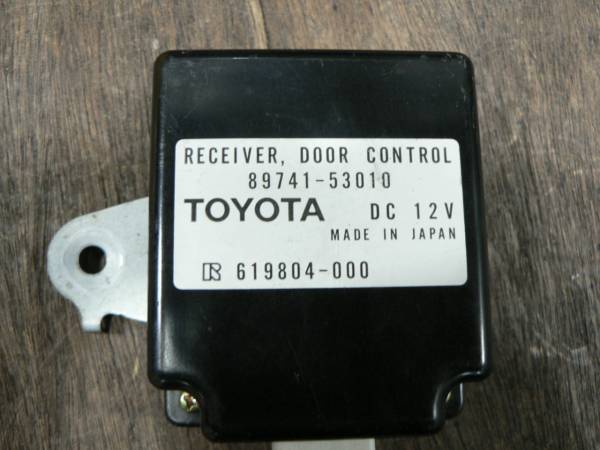 RECEIVER, DOOR CONTROL
89741-53010
TOYOTA DC 12V
MADE IN JAPAN
R 619804-000